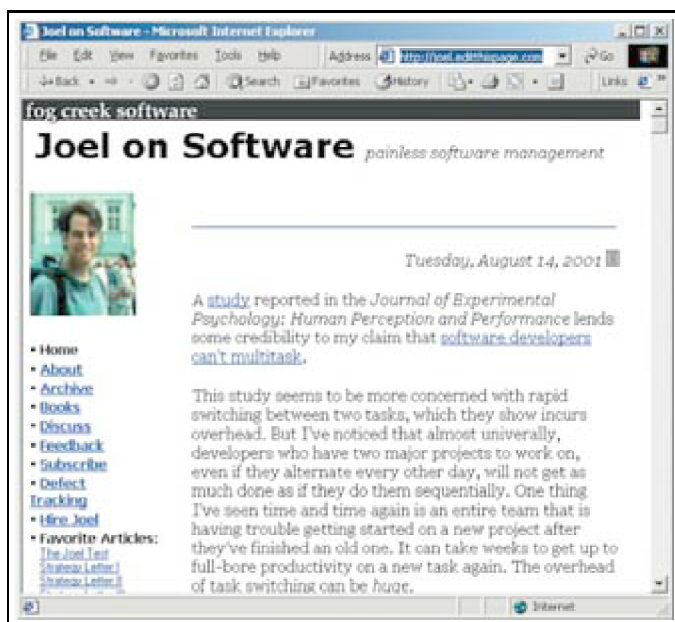 Joel on Software - Microsoft Internet Explorer
File Edit View Favorites Tools Help Address http://joel.editthispage.com Go
Back Search Favorites History Links
fog creek software
Joel on Software painless software management
Tuesday, August 14, 2001
A study reported in the Journal of Experimental
Psychology: Human Perception and Performance lends
some credibility to my claim that software developers
can't multitask.
• Home
• About
• Archive
• Books
• Discuss
• Feedback
• Subscribe
• Defect
Tracking
• Hire Joel
• Favorite Articles:
The Joel Test
Strategy Letter I
Strategy Letter II
This study seems to be more concerned with rapid
switching between two tasks, which they show incurs
overhead. But I've noticed that almost univerally,
developers who have two major projects to work on,
even if they alternate every other day, will not get as
much done as if they do them sequentially. One thing
I've seen time and time again is an entire team that is
having trouble getting started on a new project after
they've finished an old one. It can take weeks to get up to
full-bore productivity on a new task again. The overhead
of task switching can be huge.
Internet